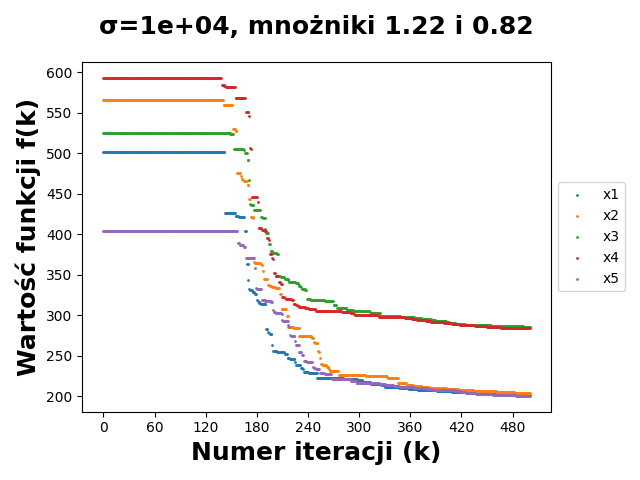 σ=1e+04, mnożniki 1.22 i 0.82
Wartość funkcji f(k)
600
550
500
450
400
350
300
250
200
0 60 120 180 240 300 360 420 480
Numer iteracji (k)
x1
x2
x3
x4
x5